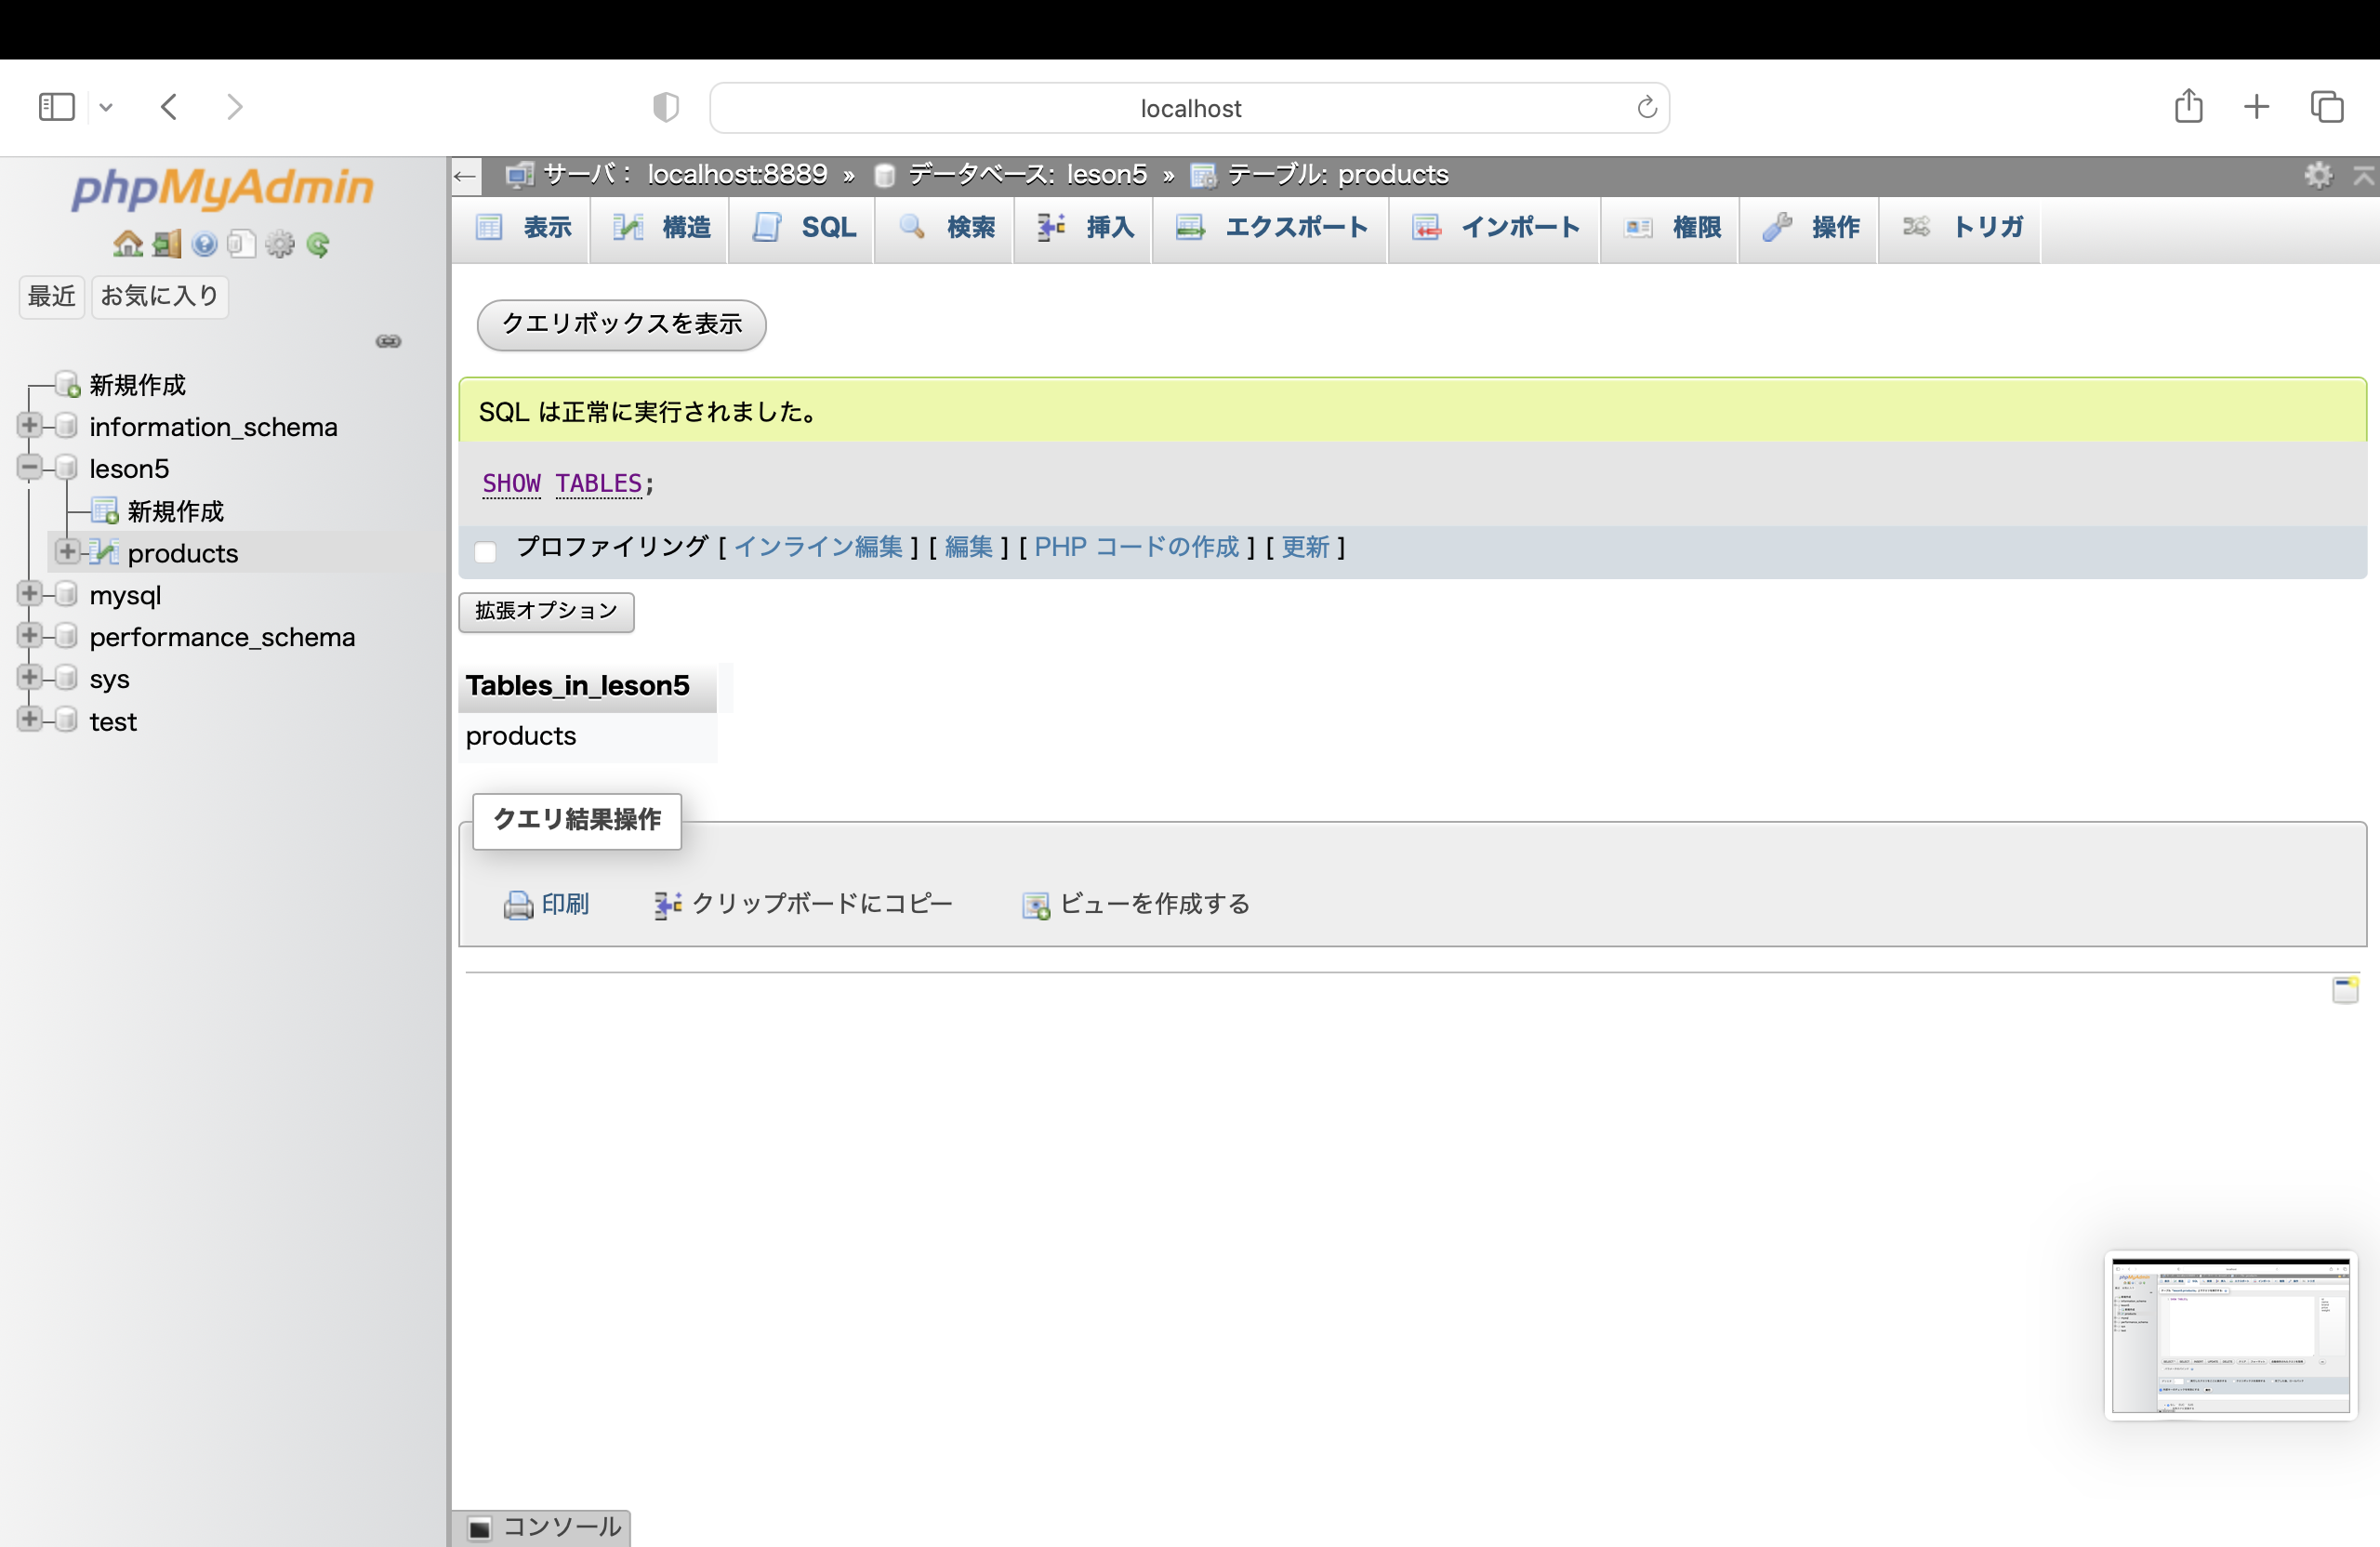 localhost
phpMyAdmin
最近 お気に入り
新規作成
information_schema
leson5
新規作成
products
mysql
performance_schema
sys
test
サーバ： localhost:8889 » データベース: leson5 » テーブル: products
表示 構造 SQL 検索 挿入 エクスポート インポート 権限 操作 トリガ
クエリボックスを表示
SQL は正常に実行されました。
SHOW TABLES;
プロファイリング [ インライン編集 ] [ 編集 ] [ PHP コードの作成 ] [ 更新 ]
拡張オプション
Tables_in_leson5
products
クエリ結果操作
印刷 クリップボードにコピー ビューを作成する
コンソール